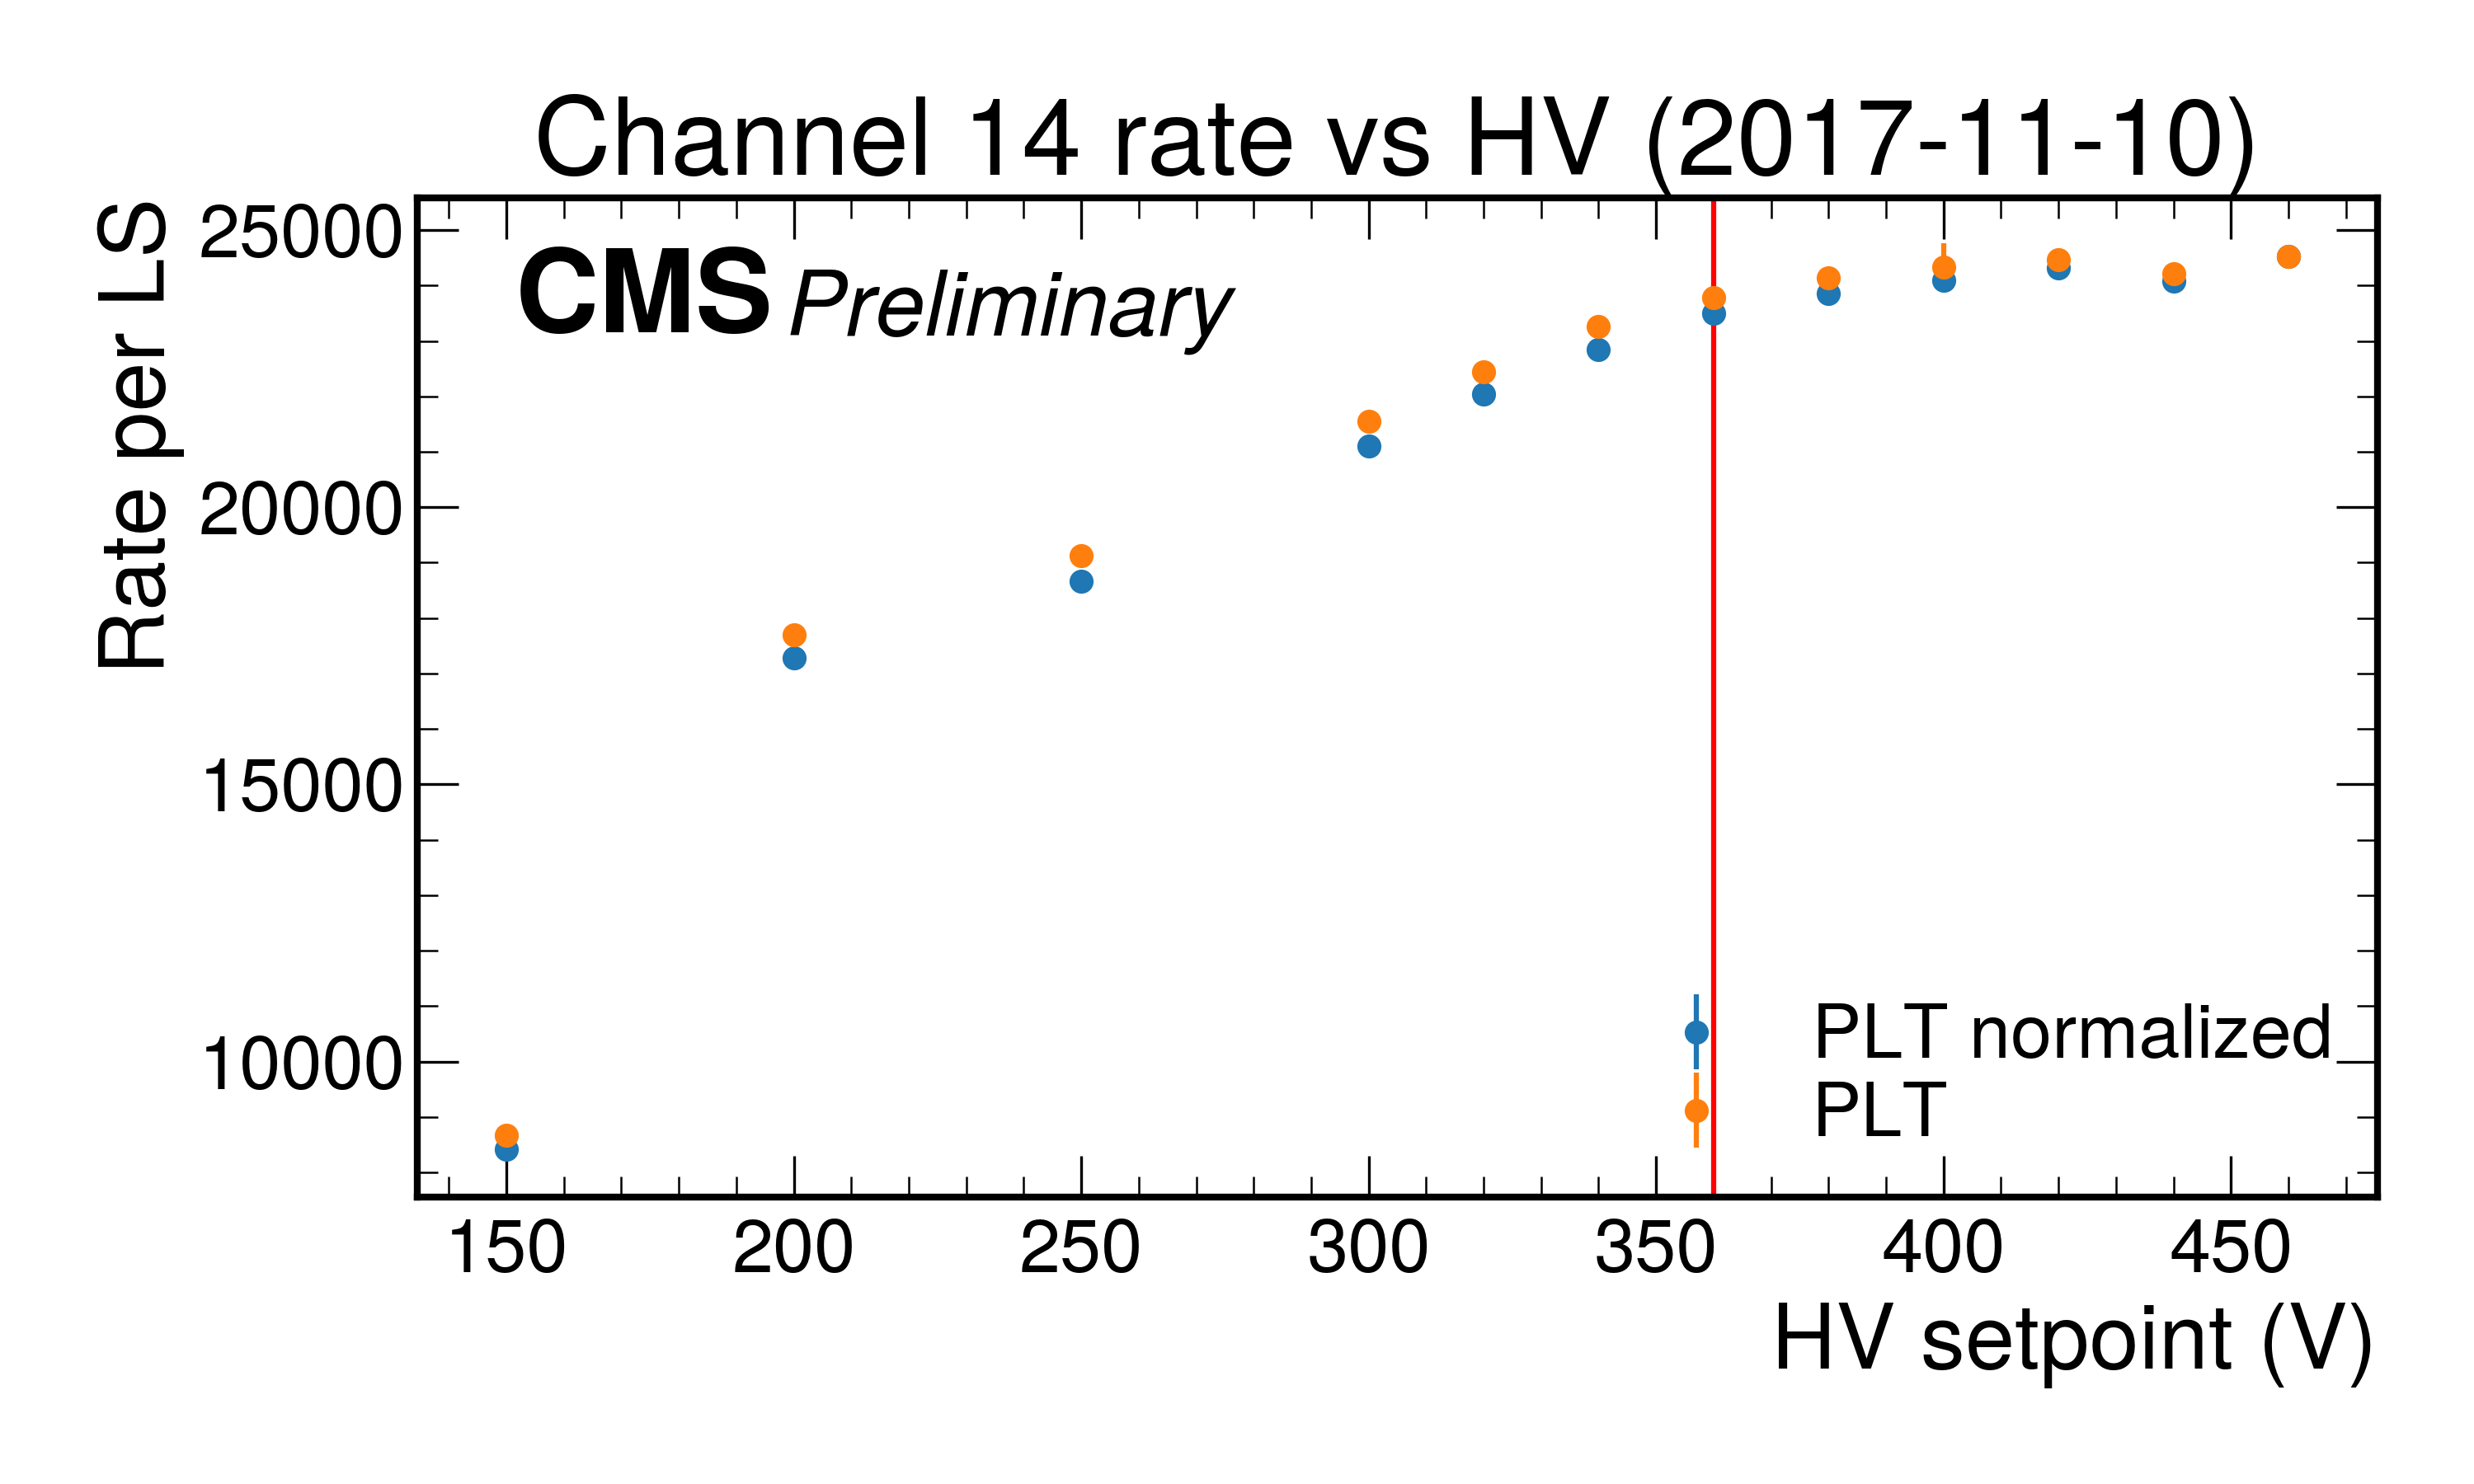 Channel 14 rate vs HV (2017-11-10)
Rate per LS
25000
20000
15000
10000
CMS Preliminary
PLT normalized
PLT
150 200 250 300 350 400 450
HV setpoint (V)